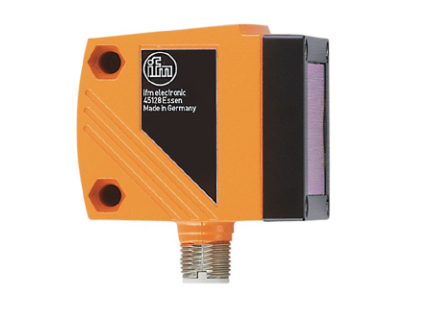 ifm
ifm electronic
45128 Essen
Made in Germany